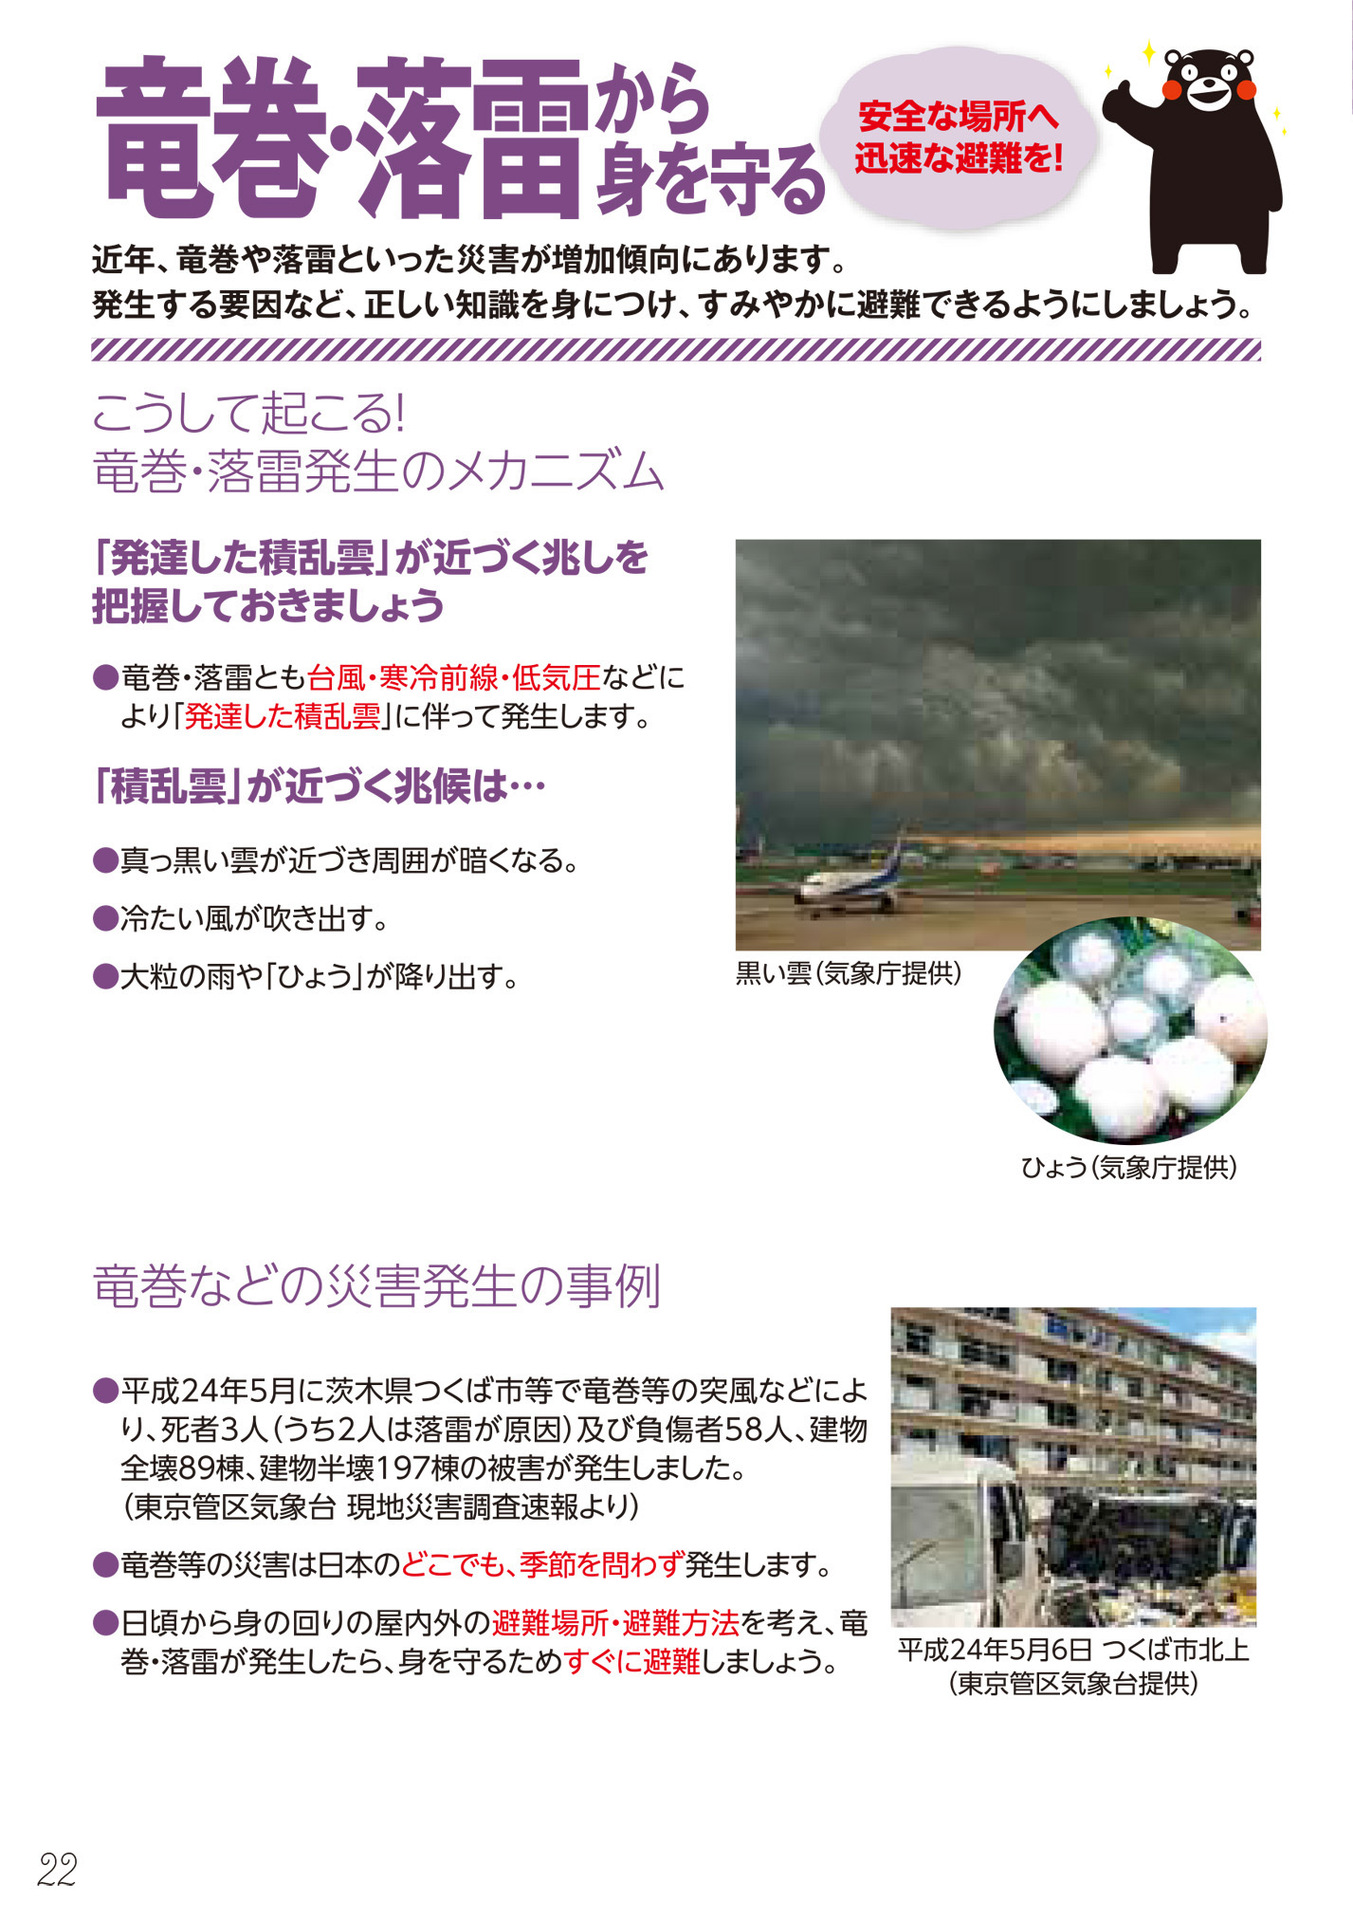 竜巻・落雷から
身を守る
安全な場所へ
迅速な避難を!
近年、竜巻や落雷といった災害が増加傾向にあります。
発生する要因など、正しい知識を身につけ、すみやかに避難できるようにしましょう。
こうして起こる!
竜巻・落雷発生のメカニズム
「発達した積乱雲」が近づく兆しを
把握しておきましょう
●竜巻・落雷とも台風・寒冷前線・低気圧などに
より「発達した積乱雲」に伴って発生します。
「積乱雲」が近づく兆候は…
●真っ黒い雲が近づき周囲が暗くなる。
●冷たい風が吹き出す。
●大粒の雨や「ひょう」が降り出す。
黒い雲（気象庁提供）
ひょう（気象庁提供）
竜巻などの災害発生の事例
●平成24年5月に茨木県つくば市等で竜巻等の突風などによ
り、死者3人（うち2人は落雷が原因）及び負傷者58人、建物
全壊89棟、建物半壊197棟の被害が発生しました。
（東京管区気象台 現地災害調査速報より）
●竜巻等の災害は日本のどこでも、季節を問わず発生します。
●日頃から身の回りの屋内外の避難場所・避難方法を考え、竜
巻・落雷が発生したら、身を守るためすぐに避難しましょう。
平成24年5月6日 つくば市北上
（東京管区気象台提供）
22